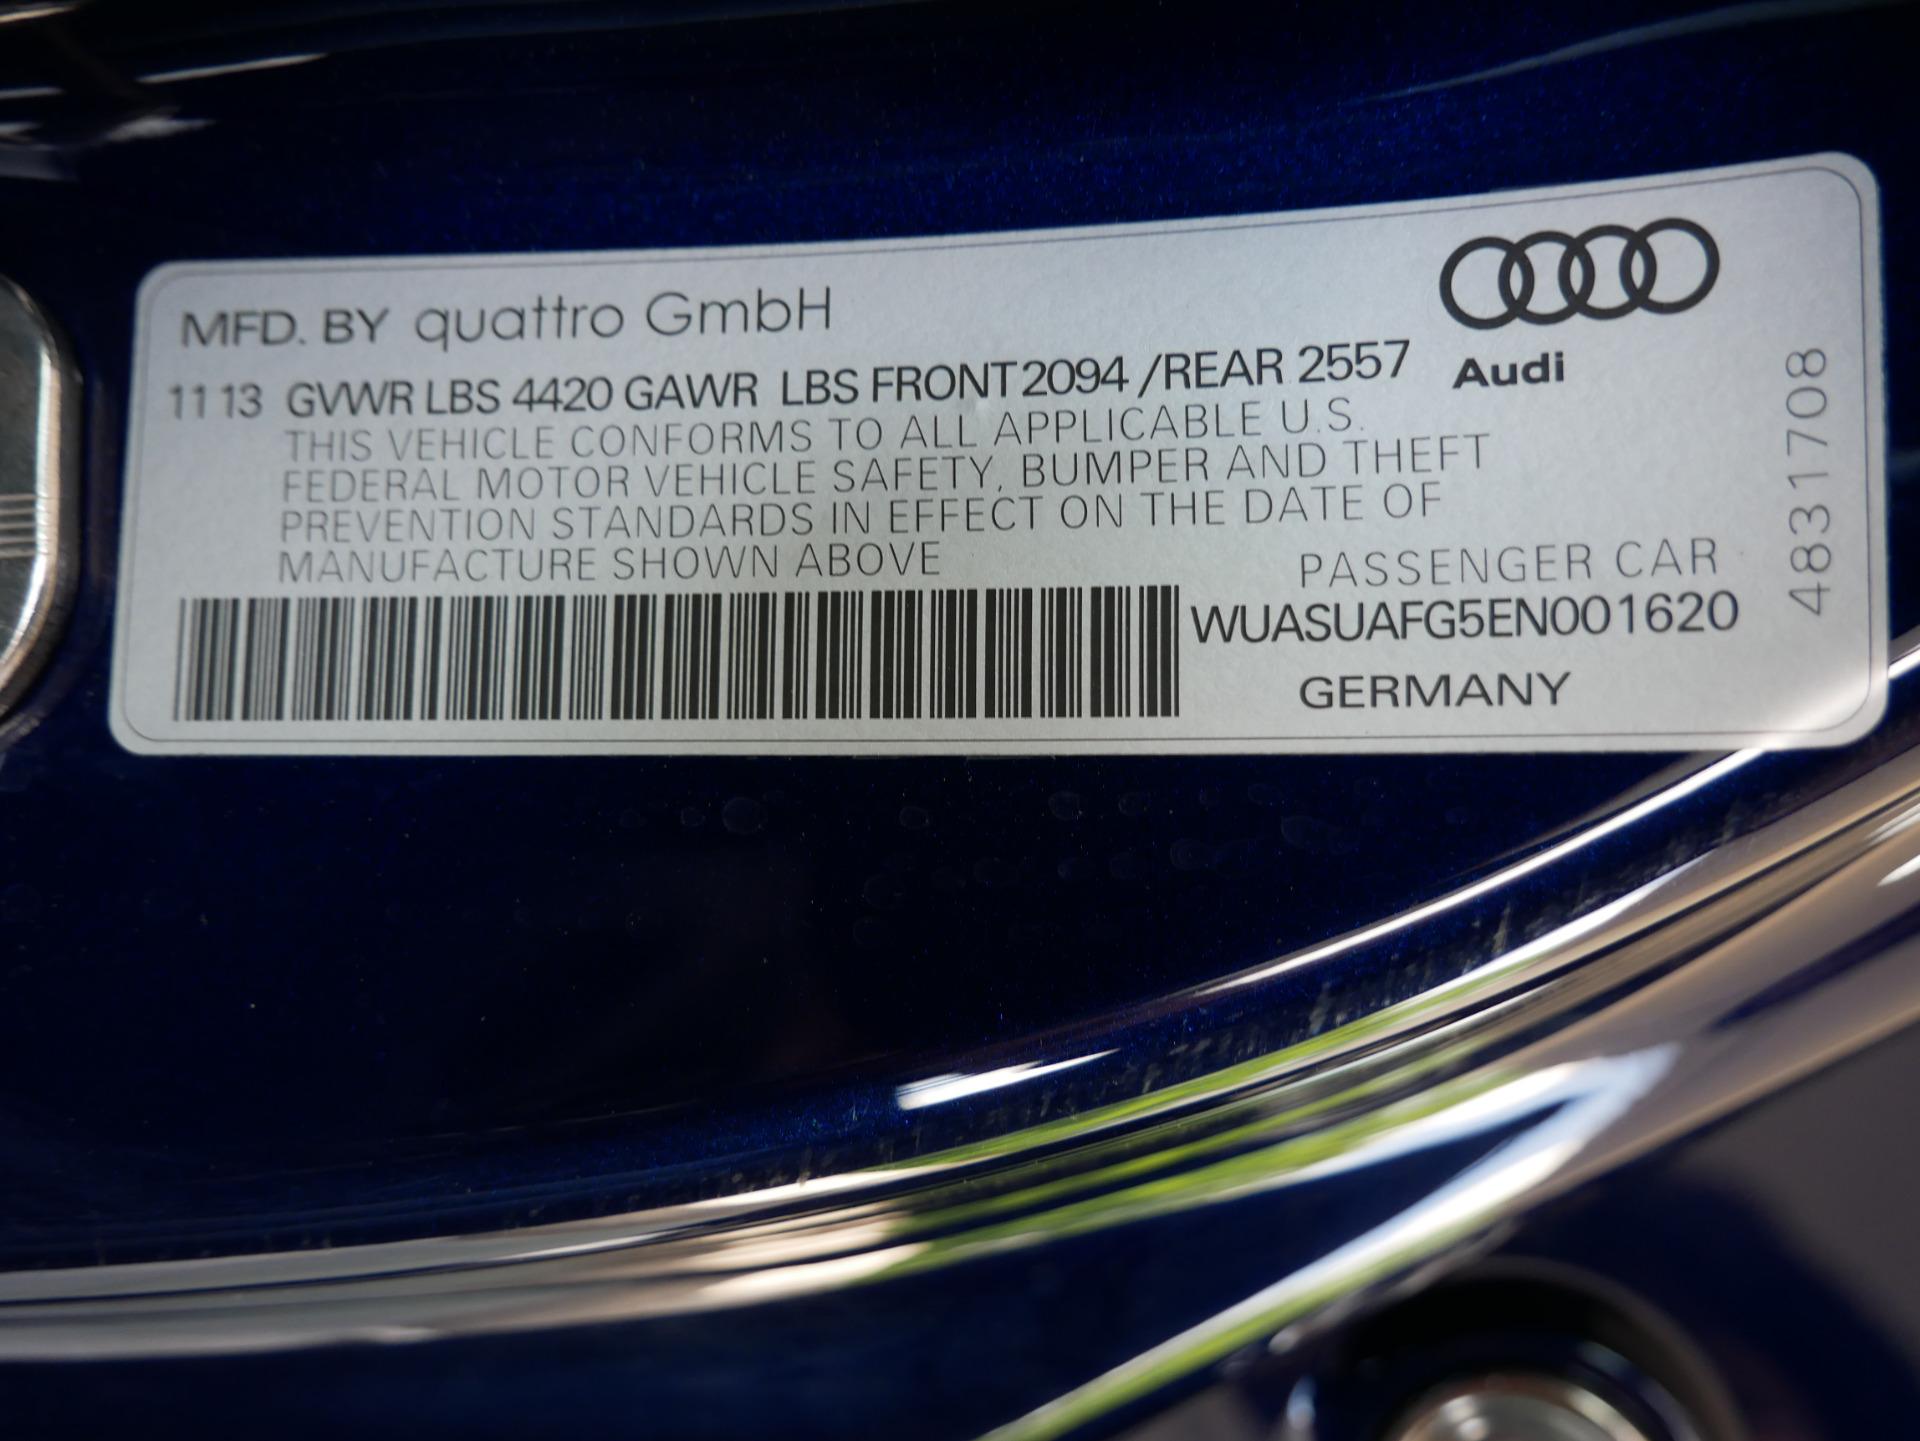 MFD. BY quattro GmbH
11 13 GVWR LBS 4420 GAWR LBS FRONT 2094 /REAR 2557
Audi
THIS VEHICLE CONFORMS TO ALL APPLICABLE U.S.
FEDERAL MOTOR VEHICLE SAFETY, BUMPER AND THEFT
PREVENTION STANDARDS IN EFFECT ON THE DATE OF
MANUFACTURE SHOWN ABOVE
PASSENGER CAR
WUASUAFG5EN001620
GERMANY
4831708